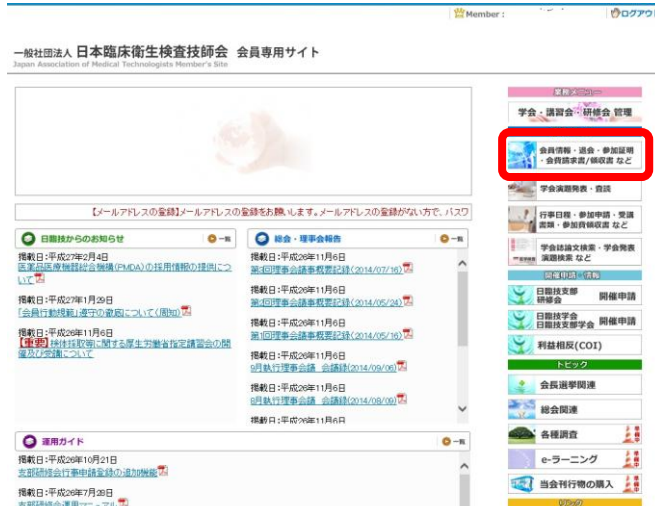 Member :
ログアウ
一般社団法人 日本臨床衛生検査技師会 会員専用サイト
Japan Association of Medical Technologists Member's Site
業務メニュー
学会・講習会・研修会 管理
会員情報・退会・参加証明
・会費請求書/領収書 など
学会演題発表・査読
行事日程・参加申請・受講
書類・参加費領収書 など
学会誌論文検索・学会発表
演題検索 など
開催申請・情報
日臨技支部
研修会 開催申請
日臨技学会
日臨技支部学会 開催申請
利益相反(COI)
トピック
会長選挙関連
総会関連
各種調査
e-ラーニング
当会刊行物の購入
【メールアドレスの登録】メールアドレスの登録をお願いします。メールアドレスの登録がない方で、パスワ
日臨技からのお知らせ
一覧
掲載日:平成27年2月4日
医薬品医療機器総合機構(PMDA)の採用情報の提供につ
いて
掲載日:平成27年1月29日
「会員行動規範」遵守の徹底について(周知)
掲載日:平成26年11月6日
【重要】検体採取等に関する厚生労働省指定講習会の開
催及び受講について
総会・理事会報告
一覧
掲載日:平成26年11月6日
第3回理事会議事概要記録(2014/07/16)
掲載日:平成26年11月6日
第2回理事会議事概要記録(2014/05/24)
掲載日:平成26年11月6日
第1回理事会議事概要記録(2014/05/16)
掲載日:平成26年11月6日
9月執行理事会議 会議録(2014/09/06)
掲載日:平成26年11月6日
8月執行理事会議 会議録(2014/08/09)
掲載日:平成26年11月6日
運用ガイド
一覧
掲載日:平成26年10月21日
支部研修会行事申請登録の追加機能
掲載日:平成26年7月28日
支部研修会運用マニュアル